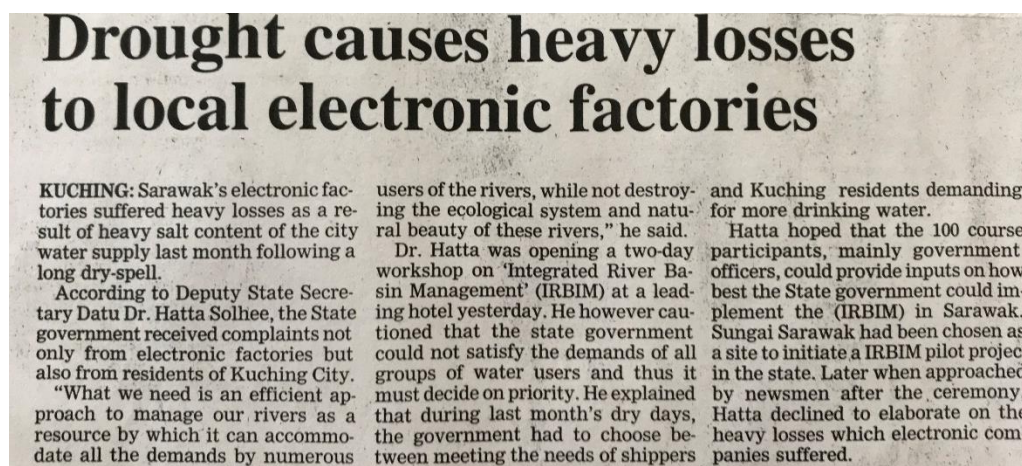 Drought causes heavy losses
to local electronic factories
KUCHING: Sarawak's electronic fac-
tories suffered heavy losses as a re-
sult of heavy salt content of the city
water supply last month following a
long dry-spell.
According to Deputy State Secre-
tary Datu Dr. Hatta Solhee, the State
government received complaints not
only from electronic factories but
also from residents of Kuching City.
"What we need is an efficient ap-
proach to manage our rivers as a
resource by which it can accommo-
date all the demands by numerous
users of the rivers, while not destroy-
ing the ecological system and natu-
ral beauty of these rivers," he said.
Dr. Hatta was opening a two-day
workshop on 'Integrated River Ba-
sin Management' (IRBIM) at a lead-
ing hotel yesterday. He however cau-
tioned that the state government
could not satisfy the demands of all
groups of water users and thus it
must decide on priority. He explained
that during last month's dry days,
the government had to choose be-
tween meeting the needs of shippers
and Kuching residents demanding
for more drinking water.
Hatta hoped that the 100 course
participants, mainly government
officers, could provide inputs on how
best the State government could im-
plement the (IRBIM) in Sarawak.
Sungai Sarawak had been chosen as
a site to initiate a IRBIM pilot projec
in the state. Later when approached
by newsmen after the ceremony
Hatta declined to elaborate on the
heavy losses which electronic com
panies suffered.